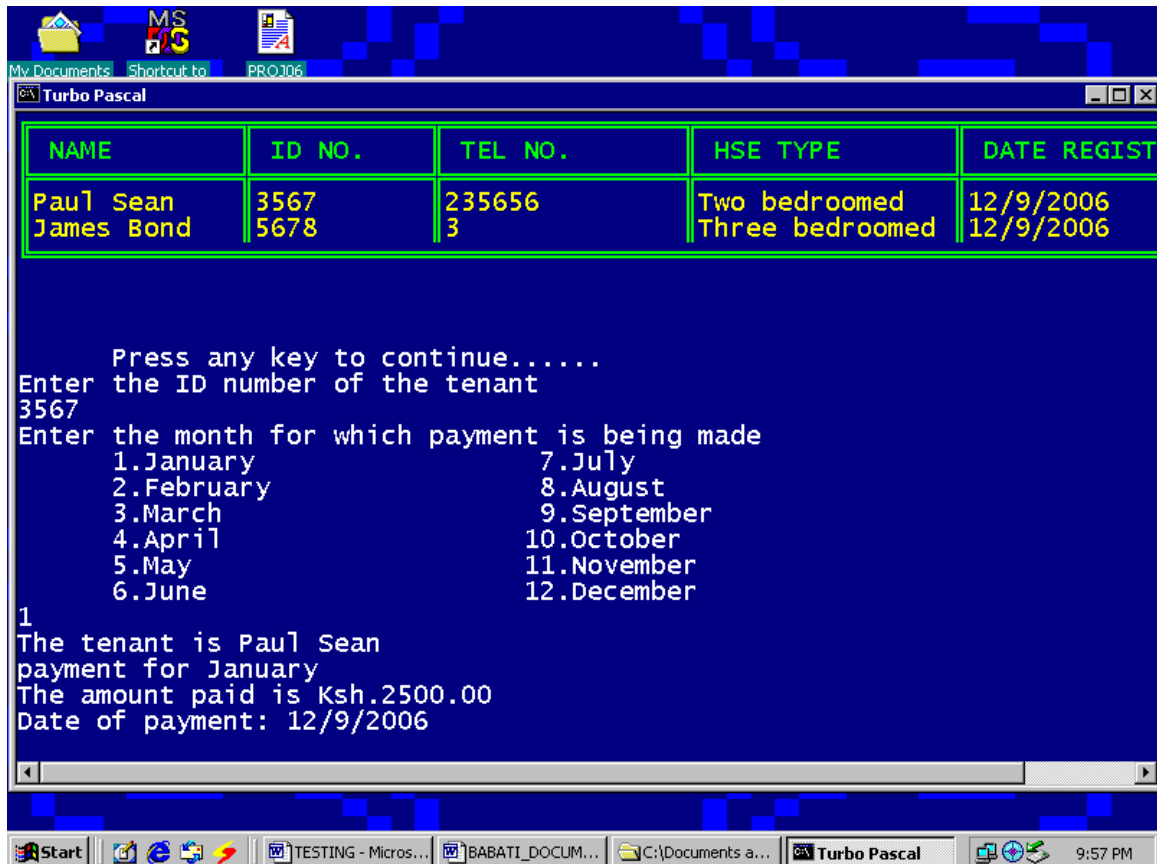 MS
My Documents Shortcut to PROJ06
Turbo Pascal
NAME ID NO. TEL NO. HSE TYPE DATE REGIST
Paul Sean 3567 235656 Two bedroomed 12/9/2006
James Bond 5678 3 Three bedroomed 12/9/2006
Press any key to continue......
Enter the ID number of the tenant
3567
Enter the month for which payment is being made
1.January 7.July
2.February 8.August
3.March 9.September
4.April 10.October
5.May 11.November
6.June 12.December
1
The tenant is Paul Sean
payment for January
The amount paid is Ksh.2500.00
Date of payment: 12/9/2006
Start TESTING - Micros... BABATI_DOCUM... C:\Documents a... Turbo Pascal 9:57 PM